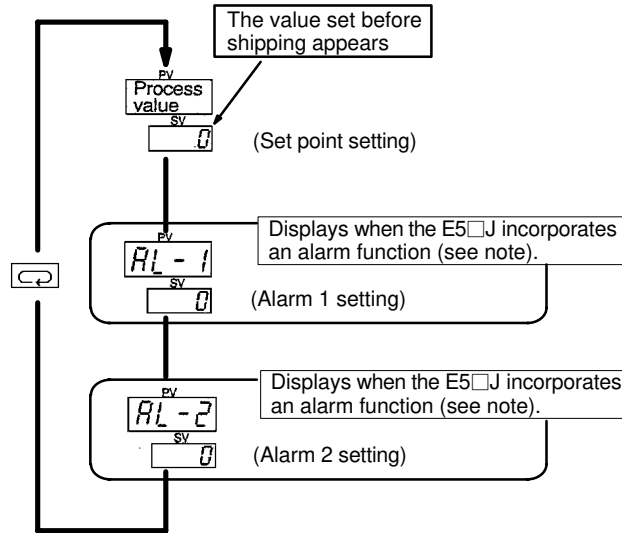 The value set before
shipping appears
PV
Process
value
SV
0
(Set point setting)
Displays when the E5□J incorporates
an alarm function (see note).
PV
AL-1
SV
0
(Alarm 1 setting)
Displays when the E5□J incorporates
an alarm function (see note).
PV
AL-2
SV
0
(Alarm 2 setting)